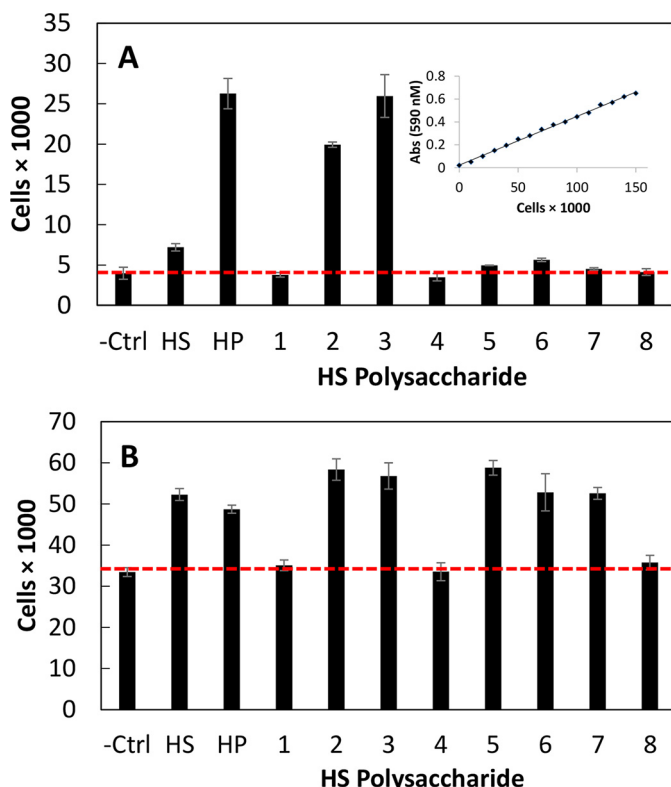 A
35
30
25
20
15
10
5
0
Cells × 1000
-Ctrl HS HP 1 2 3 4 5 6 7 8
HS Polysaccharide
0.8
0.6
0.4
0.2
0
Abs (590 nM)
0 50 100 150
Cells × 1000
B
70
60
50
40
30
20
10
0
Cells × 1000
-Ctrl HS HP 1 2 3 4 5 6 7 8
HS Polysaccharide